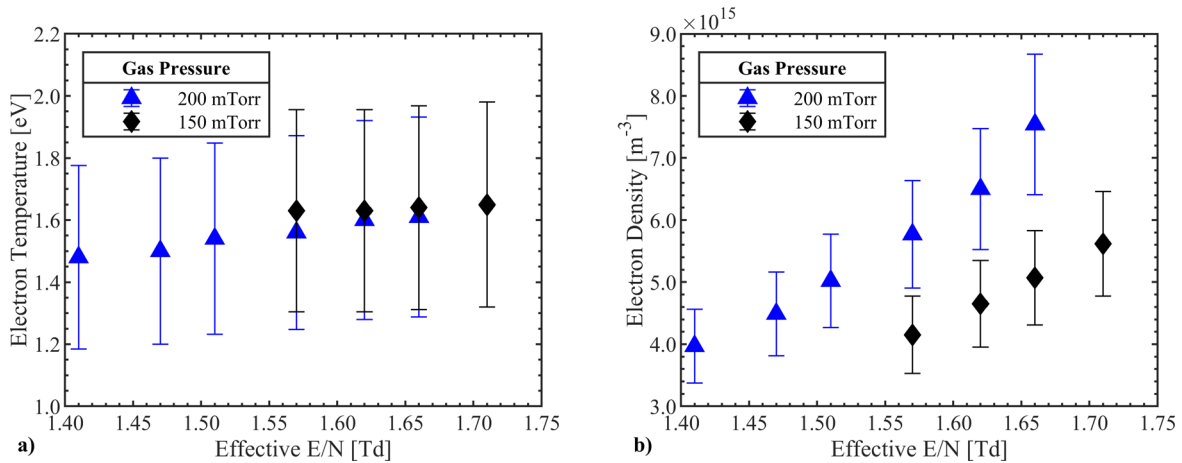 Gas Pressure
200 mTorr
150 mTorr
2.2
2.0
1.8
1.6
1.4
1.2
1.0
Electron Temperature [eV]
1.40 1.45 1.50 1.55 1.60 1.65 1.70 1.75
a) Effective E/N [Td]
×10^15
Gas Pressure
200 mTorr
150 mTorr
9.0
8.0
7.0
6.0
5.0
4.0
3.0
Electron Density [m^-3]
1.40 1.45 1.50 1.55 1.60 1.65 1.70 1.75
b) Effective E/N [Td]